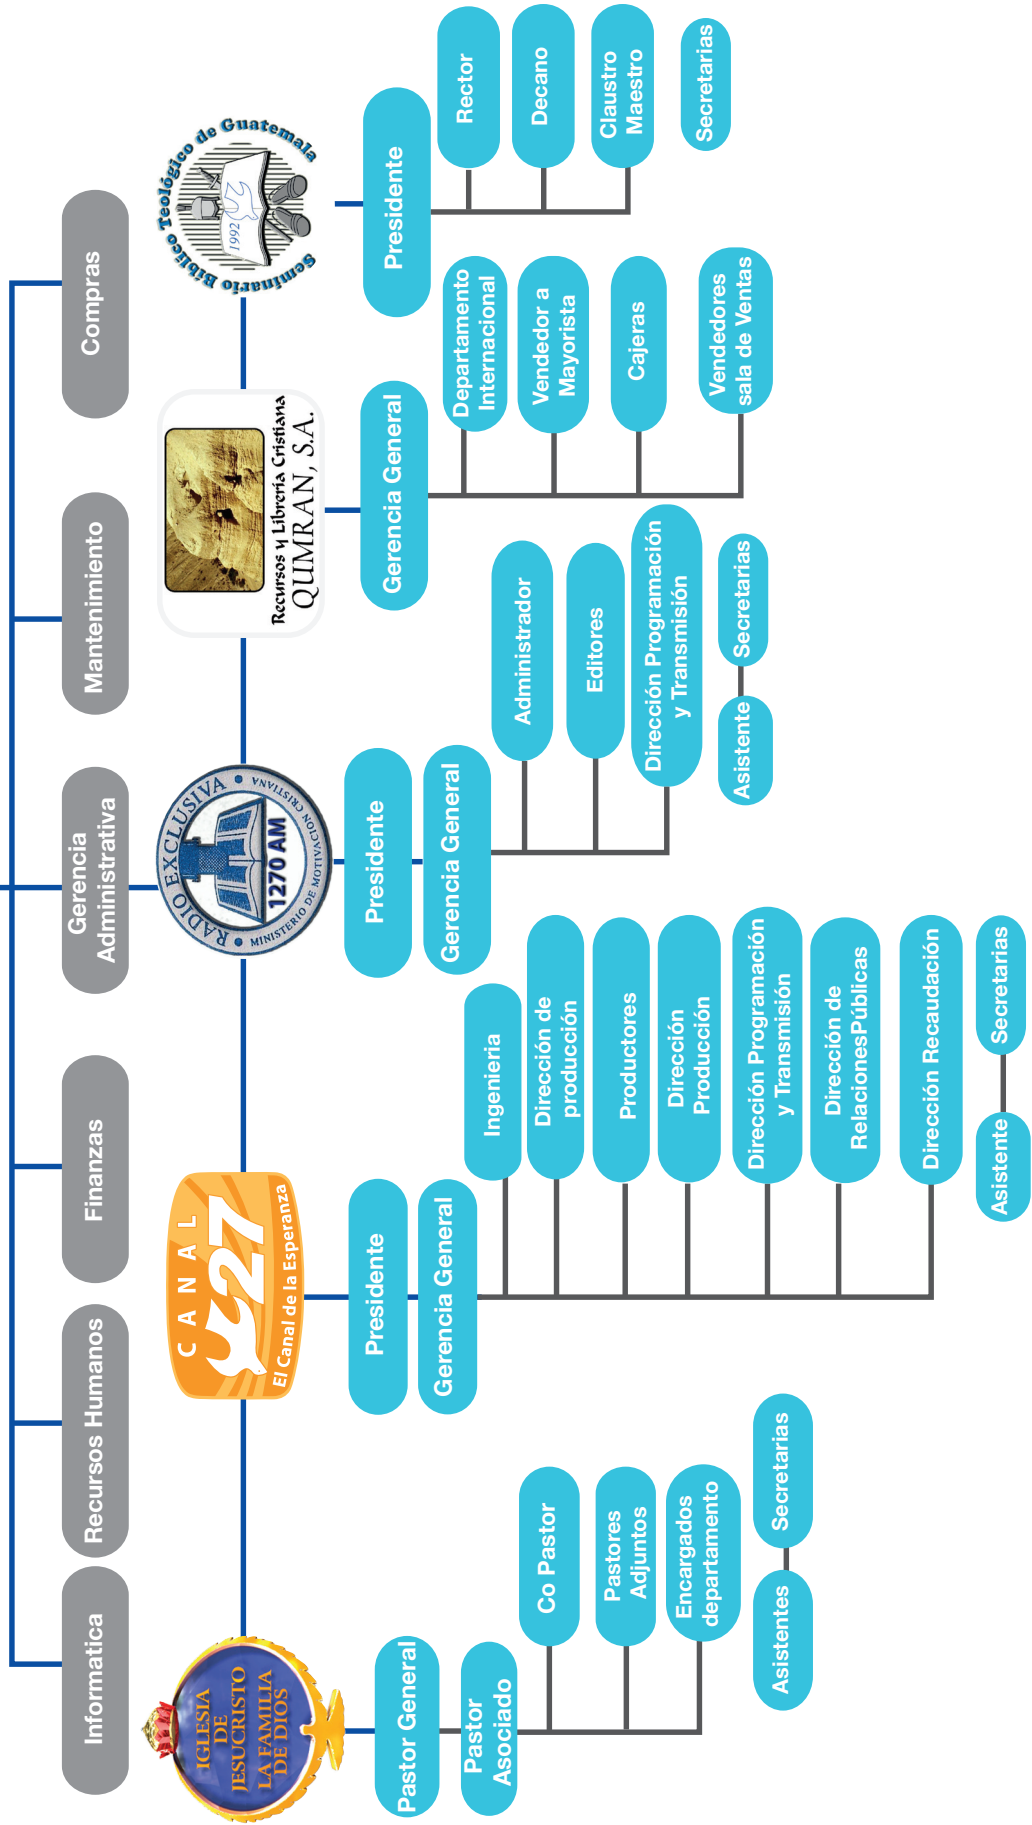 Informatica
Recursos Humanos
Finanzas
Gerencia
Administrativa
Mantenimiento
Compras
IGLESIA
DE
JESUCRISTO
LA FAMILIA
DE DIOS
CANAL
27
El Canal de la Esperanza
RADIO EXCLUSIVA
1270 AM
MINISTERIO DE MOTIVACION CRISTIANA
Recursos y Librería Cristiana
QUMRAN, S.A.
Seminario Bíblico Teológico de Guatemala
1992
Pastor General
Pastor
Asociado
Co Pastor
Pastores
Adjuntos
Encargados
departamento
Asistentes
Secretarias
Presidente
Gerencia General
Ingenieria
Dirección de
producción
Productores
Dirección
Producción
Dirección Programación
y Transmisión
Dirección de
RelacionesPúblicas
Dirección Recaudación
Asistente
Secretarias
Presidente
Gerencia General
Administrador
Editores
Dirección Programación
y Transmisión
Asistente
Secretarias
Gerencia General
Departamento
Internacional
Vendedor a
Mayorista
Cajeras
Vendedores
sala de Ventas
Presidente
Rector
Decano
Claustro
Maestro
Secretarias